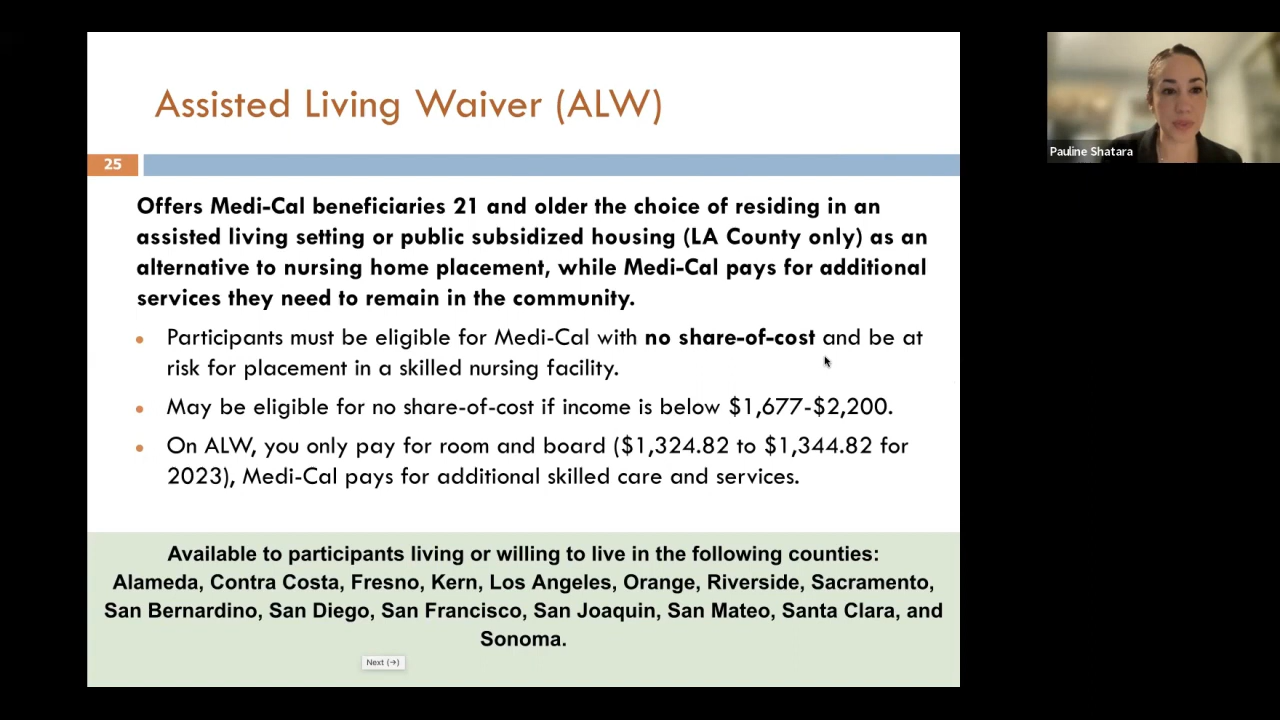 Assisted Living Waiver (ALW)
25
Offers Medi-Cal beneficiaries 21 and older the choice of residing in an
assisted living setting or public subsidized housing (LA County only) as an
alternative to nursing home placement, while Medi-Cal pays for additional
services they need to remain in the community.
• Participants must be eligible for Medi-Cal with no share-of-cost and be at
risk for placement in a skilled nursing facility.
• May be eligible for no share-of-cost if income is below $1,677-$2,200.
• On ALW, you only pay for room and board ($1,324.82 to $1,344.82 for
2023), Medi-Cal pays for additional skilled care and services.
Available to participants living or willing to live in the following counties:
Alameda, Contra Costa, Fresno, Kern, Los Angeles, Orange, Riverside, Sacramento,
San Bernardino, San Diego, San Francisco, San Joaquin, San Mateo, Santa Clara, and
Sonoma.
Next (→)
Pauline Shatara